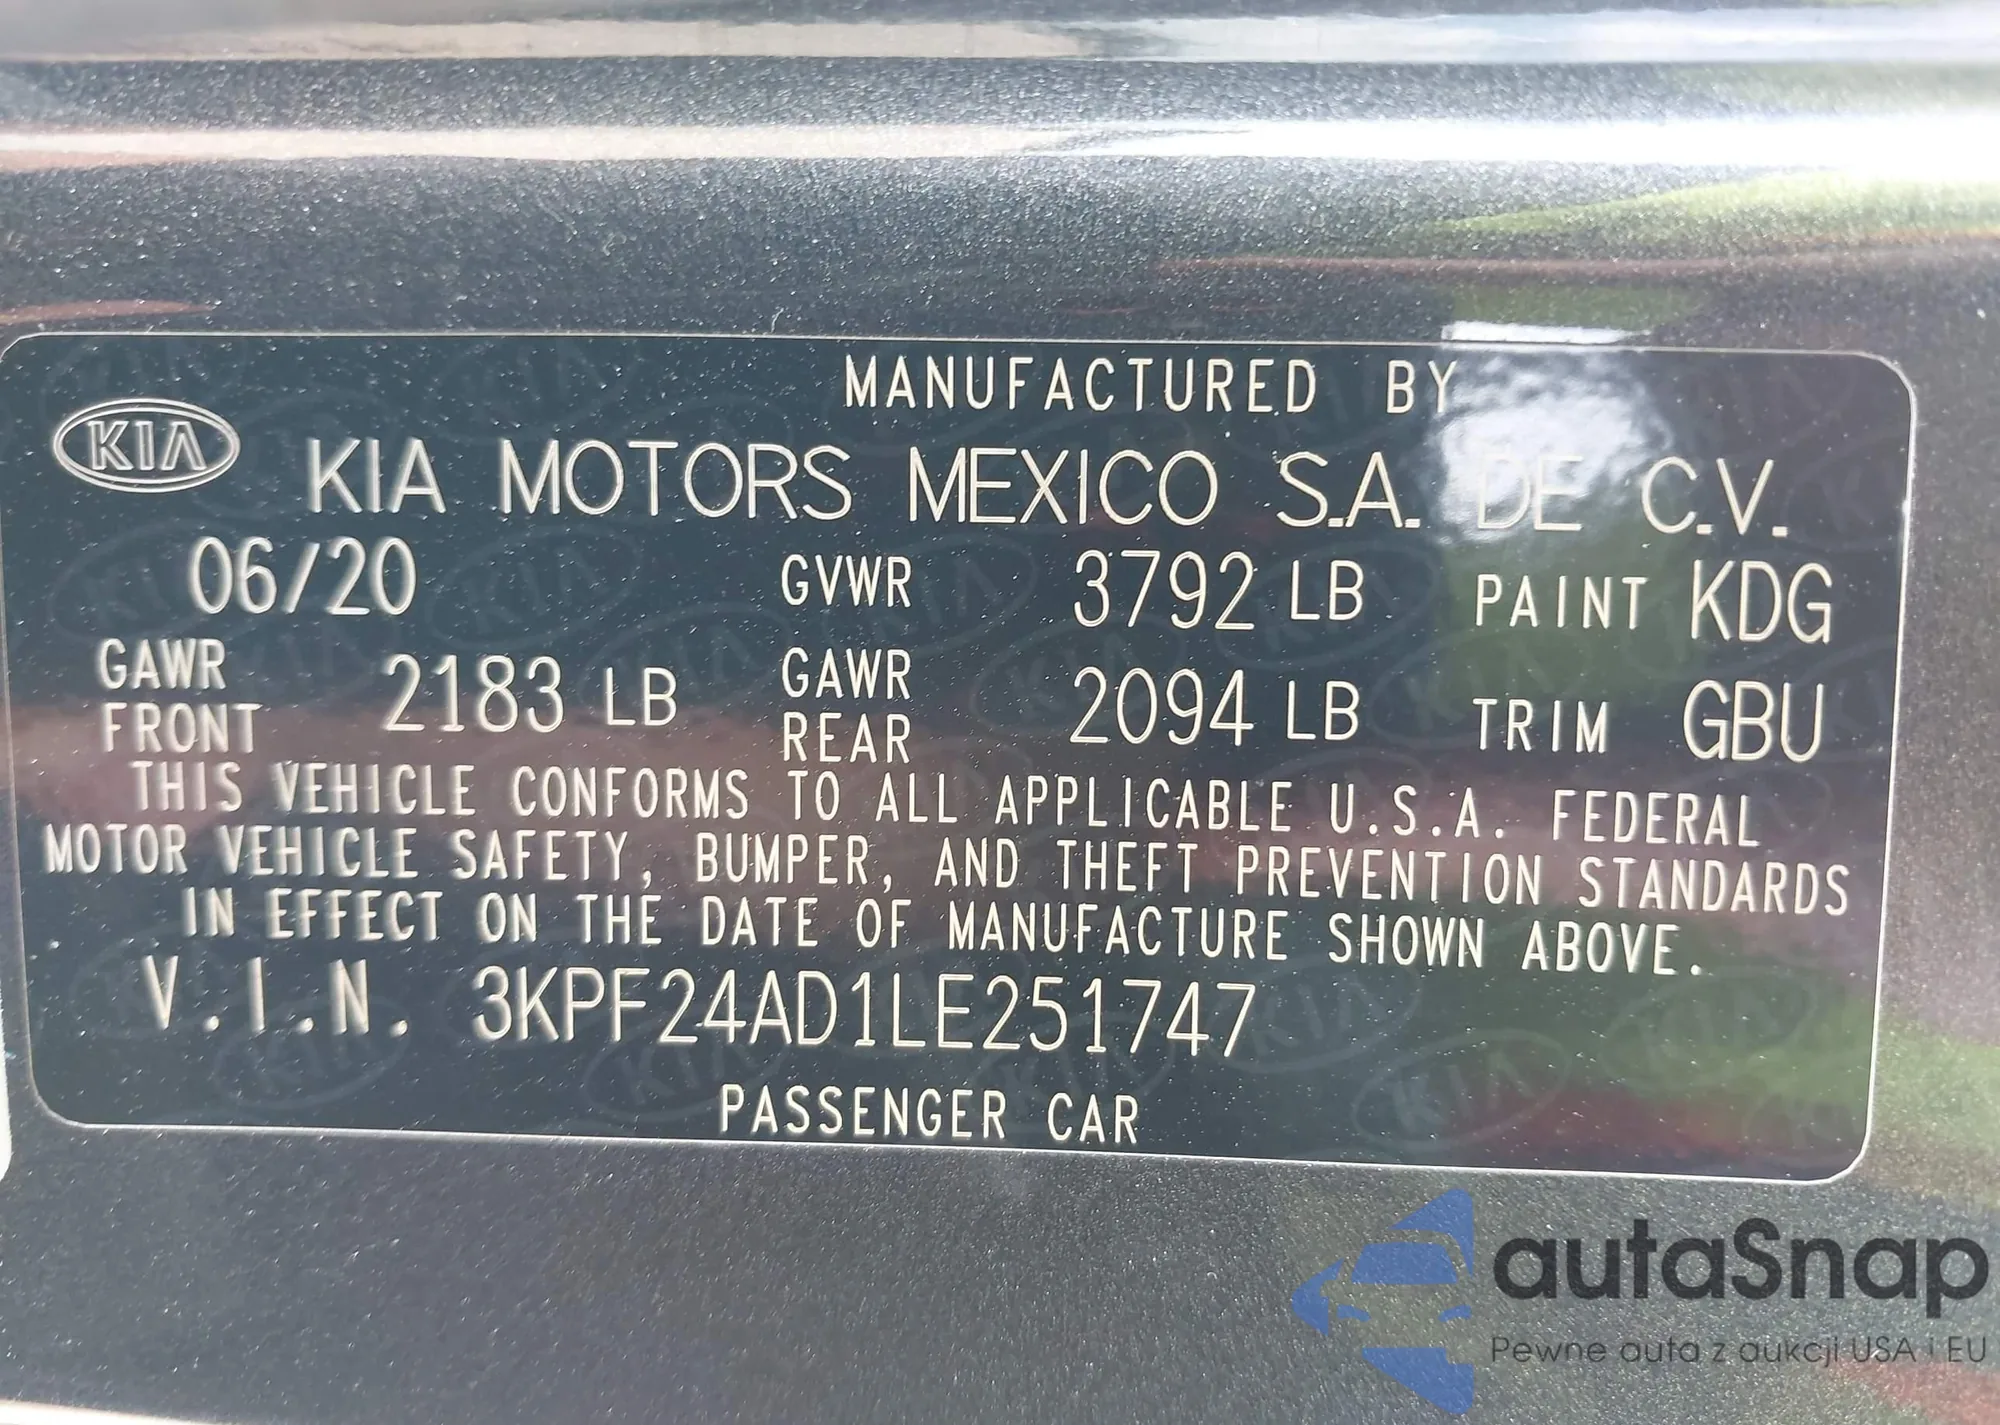 MANUFACTURED BY
KIA KIA MOTORS MEXICO S.A. DE C.V.
06/20 GVWR 3792 LB PAINT KDG
GAWR FRONT 2183 LB GAWR REAR 2094 LB TRIM GBU
THIS VEHICLE CONFORMS TO ALL APPLICABLE U.S.A. FEDERAL
MOTOR VEHICLE SAFETY, BUMPER, AND THEFT PREVENTION STANDARDS
IN EFFECT ON THE DATE OF MANUFACTURE SHOWN ABOVE.
V.I.N. 3KPF24AD1LE251747
PASSENGER CAR
autaSnap
Pewne auta z aukcji USA i EU